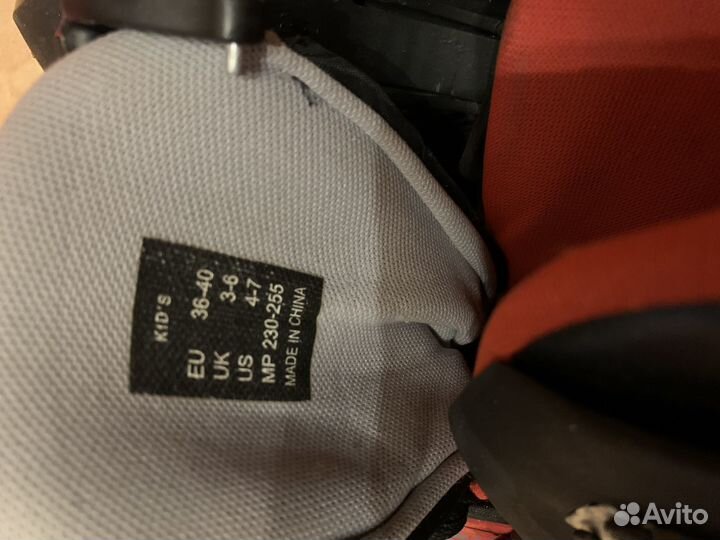 KID'S
EU 36-40
UK 3-6
US 4-7
MP 230-255
MADE IN CHINA
Avito